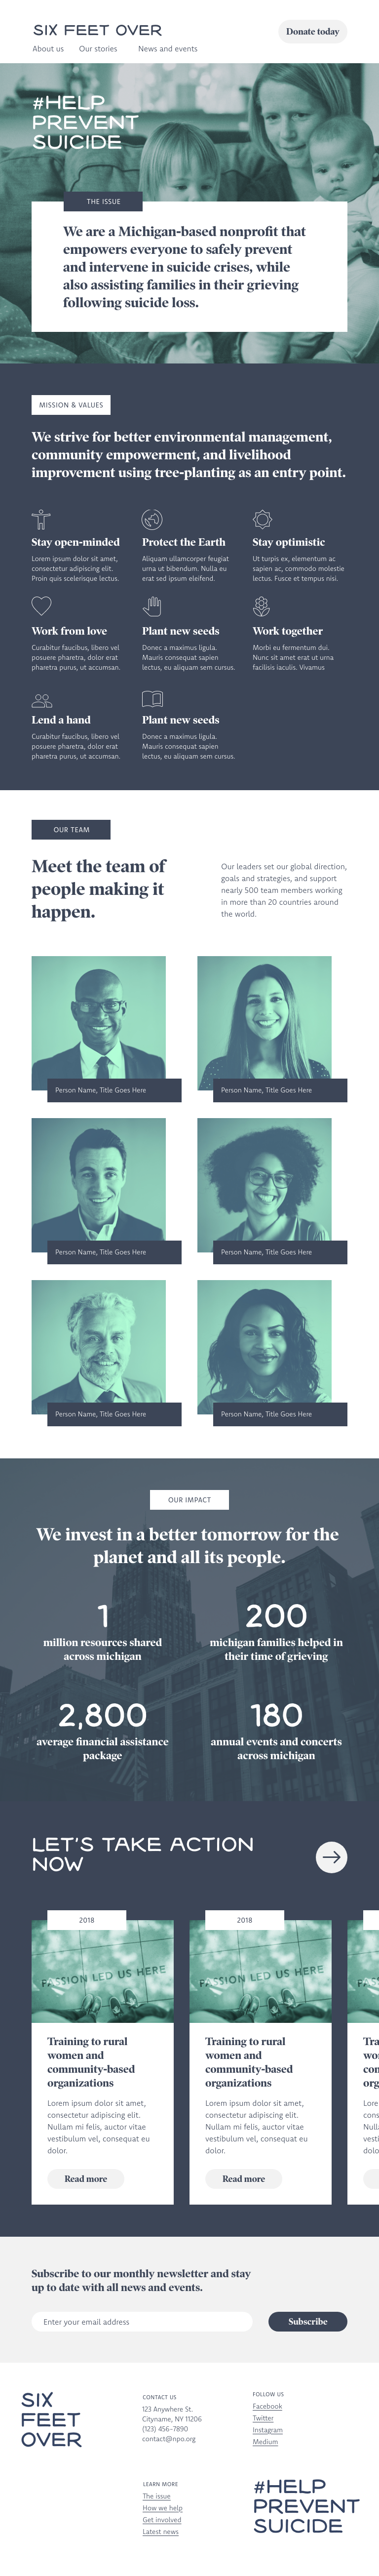 SIX FEET OVER
Donate today
About us Our stories News and events
#HELP
PREVENT
SUICIDE
THE ISSUE
We are a Michigan-based nonprofit that
empowers everyone to safely prevent
and intervene in suicide crises, while
also assisting families in their grieving
following suicide loss.
MISSION & VALUES
We strive for better environmental management,
community empowerment, and livelihood
improvement using tree-planting as an entry point.
Stay open-minded
Lorem ipsum dolor sit amet,
consectetur adipiscing elit.
Proin quis scelerisque lectus.
Protect the Earth
Aliquam ullamcorper feugiat
urna ut bibendum. Nulla eu
erat sed ipsum eleifend.
Stay optimistic
Ut turpis ex, elementum ac
sapien ac, commodo molestie
lectus. Fusce et tempus nisi.
Work from love
Curabitur faucibus, libero vel
posuere pharetra, dolor erat
pharetra purus, ut accumsan.
Plant new seeds
Donec a maximus ligula.
Mauris consequat sapien
lectus, eu aliquam sem cursus.
Work together
Morbi eu fermentum dui.
Nunc sit amet erat ut urna
facilisis iaculis. Vivamus
Lend a hand
Curabitur faucibus, libero vel
posuere pharetra, dolor erat
pharetra purus, ut accumsan.
Plant new seeds
Donec a maximus ligula.
Mauris consequat sapien
lectus, eu aliquam sem cursus.
OUR TEAM
Meet the team of
people making it
happen.
Our leaders set our global direction,
goals and strategies, and support
nearly 500 team members working
in more than 20 countries around
the world.
Person Name, Title Goes Here
Person Name, Title Goes Here
Person Name, Title Goes Here
Person Name, Title Goes Here
Person Name, Title Goes Here
Person Name, Title Goes Here
OUR IMPACT
We invest in a better tomorrow for the
planet and all its people.
1
million resources shared
across michigan
200
michigan families helped in
their time of grieving
2,800
average financial assistance
package
180
annual events and concerts
across michigan
LET'S TAKE ACTION
NOW
2018
PASSION LED US HERE
Training to rural
women and
community-based
organizations
Lorem ipsum dolor sit amet,
consectetur adipiscing elit.
Nullam mi felis, auctor vitae
vestibulum vel, consequat eu
dolor.
Read more
2018
PASSION LED US HERE
Training to rural
women and
community-based
organizations
Lorem ipsum dolor sit amet,
consectetur adipiscing elit.
Nullam mi felis, auctor vitae
vestibulum vel, consequat eu
dolor.
Read more
Subscribe to our monthly newsletter and stay
up to date with all news and events.
Enter your email address
Subscribe
SIX
FEET
OVER
CONTACT US
123 Anywhere St.
Cityname, NY 11206
(123) 456-7890
contact@npo.org
FOLLOW US
Facebook
Twitter
Instagram
Medium
LEARN MORE
The issue
How we help
Get involved
Latest news
#HELP
PREVENT
SUICIDE